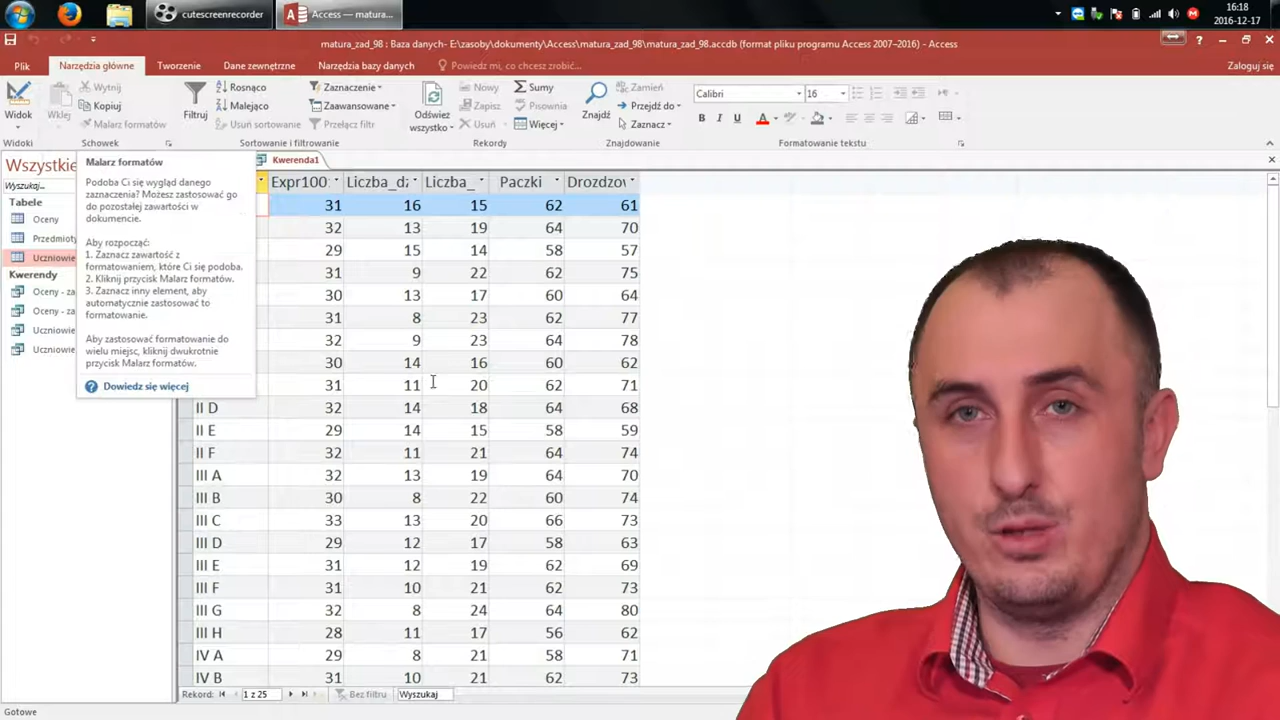 cutescreenrecorder
Access — matura...
16:18
2016-12-17
matura_zad_98 : Baza danych- E:\zasoby\dokumenty\Access\matura_zad_98\matura_zad_98.accdb (format pliku programu Access 2007–2016) - Access
Plik Narzędzia główne Tworzenie Dane zewnętrzne Narzędzia bazy danych Powiedz mi, co chcesz zrobić... Zaloguj się
Widok Wklej Wytnij Kopiuj Malarz formatów
Filtruj Rosnąco Malejąco Usuń sortowanie Zaznaczenie Zaawansowane Przełącz filtr
Odśwież wszystko Nowy Zapisz Usuń Sumy Pisownia Więcej
Znajdź Zamień Przejdź do Zaznacz
Calibri 16
B I U A
Widoki Schowek Sortowanie i filtrowanie Rekordy Znajdowanie Formatowanie tekstu
Wszystkie
Wyszukaj...
Tabele
Oceny
Przedmioty
Uczniowie
Kwerendy
Oceny - za
Oceny - za
Uczniowie
Uczniowie
Malarz formatów
Podoba Ci się wygląd danego
zaznaczenia? Możesz zastosować go
do pozostałej zawartości w
dokumencie.
Aby rozpocząć:
1. Zaznacz zawartość z
formatowaniem, które Ci się podoba.
2. Kliknij przycisk Malarz formatów.
3. Zaznacz inny element, aby
automatycznie zastosować to
formatowanie.
Aby zastosować formatowanie do
wielu miejsc, kliknij dwukrotnie
przycisk Malarz formatów.
Dowiedz się więcej
Kwerenda1
Expr100 Liczba_d Liczba_ Paczki Drozdzov
31 16 15 62 61
32 13 19 64 70
29 15 14 58 57
31 9 22 62 75
30 13 17 60 64
31 8 23 62 77
32 9 23 64 78
30 14 16 60 62
31 11 20 62 71
II D 32 14 18 64 68
II E 29 14 15 58 59
II F 32 11 21 64 74
III A 32 13 19 64 70
III B 30 8 22 60 74
III C 33 13 20 66 73
III D 29 12 17 58 63
III E 31 12 19 62 69
III F 31 10 21 62 73
III G 32 8 24 64 80
III H 28 11 17 56 62
IV A 29 8 21 58 71
IV B 31 10 21 62 73
Rekord: 1 z 25 Bez filtru Wyszukaj
Gotowe